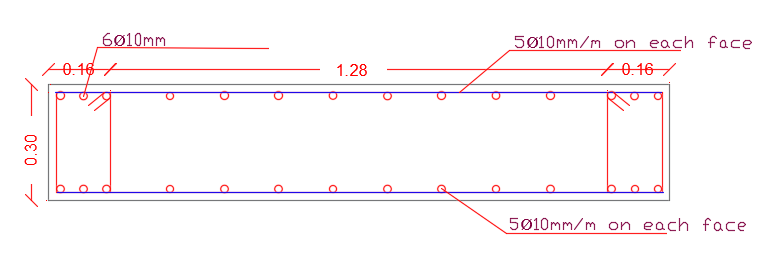 6Ø10mm
5Ø10mm/m on each face
0.16
1.28
0.16
0.30
5Ø10mm/m on each face